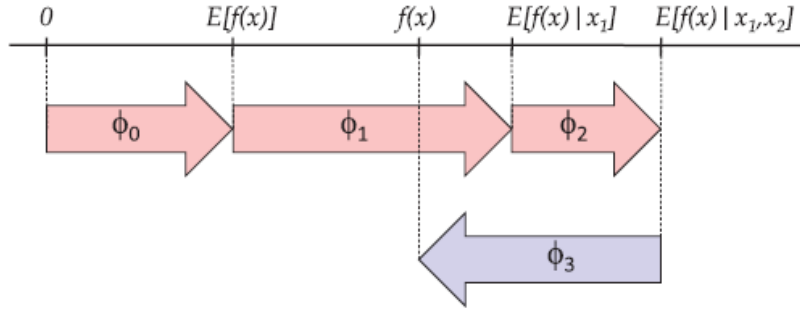 0 E[f(x)] f(x) E[f(x) | x₁] E[f(x) | x₁,x₂]
ϕ₀ ϕ₁ ϕ₂
ϕ₃